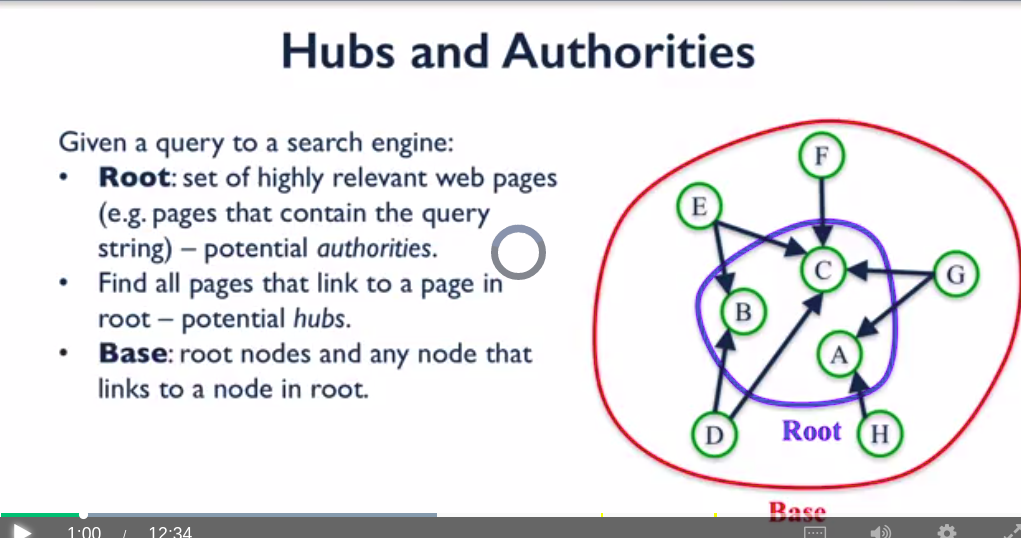 Hubs and Authorities
Given a query to a search engine:
• Root: set of highly relevant web pages
(e.g. pages that contain the query
string) – potential authorities.
• Find all pages that link to a page in
root – potential hubs.
• Base: root nodes and any node that
links to a node in root.
F
E
C
G
B
A
D
Root
H
Base
1:00 / 12:34